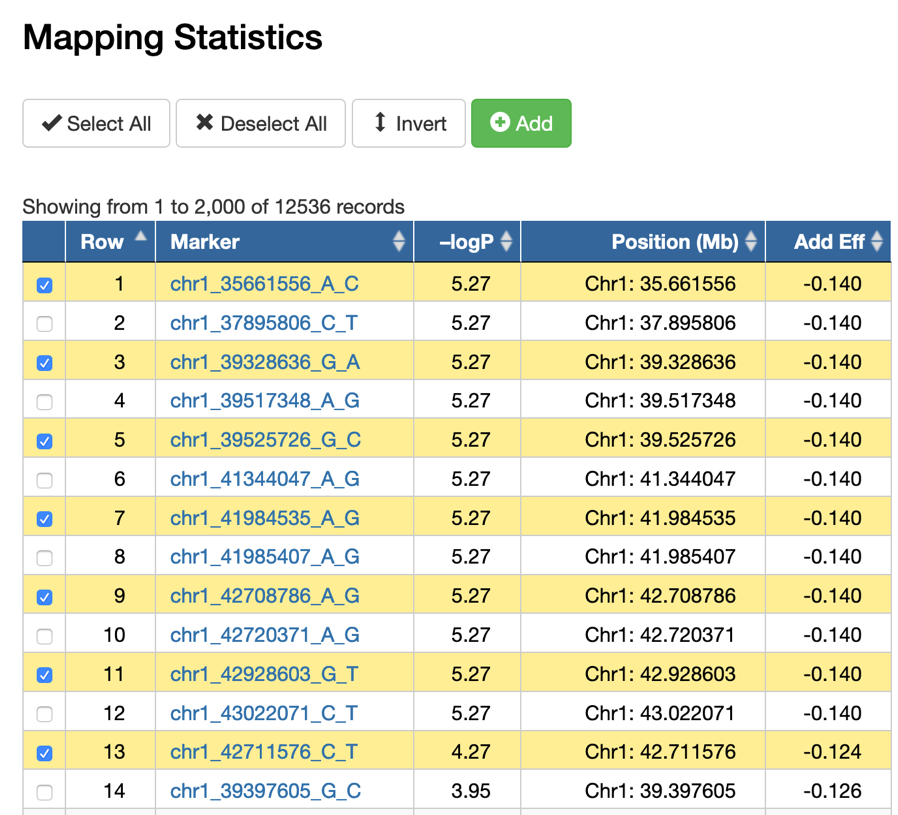 Mapping Statistics
Select All Deselect All Invert Add
Showing from 1 to 2,000 of 12536 records
Row Marker –logP Position (Mb) Add Eff
1 chr1_35661556_A_C 5.27 Chr1: 35.661556 -0.140
2 chr1_37895806_C_T 5.27 Chr1: 37.895806 -0.140
3 chr1_39328636_G_A 5.27 Chr1: 39.328636 -0.140
4 chr1_39517348_A_G 5.27 Chr1: 39.517348 -0.140
5 chr1_39525726_G_C 5.27 Chr1: 39.525726 -0.140
6 chr1_41344047_A_G 5.27 Chr1: 41.344047 -0.140
7 chr1_41984535_A_G 5.27 Chr1: 41.984535 -0.140
8 chr1_41985407_A_G 5.27 Chr1: 41.985407 -0.140
9 chr1_42708786_A_G 5.27 Chr1: 42.708786 -0.140
10 chr1_42720371_A_G 5.27 Chr1: 42.720371 -0.140
11 chr1_42928603_G_T 5.27 Chr1: 42.928603 -0.140
12 chr1_43022071_C_T 5.27 Chr1: 43.022071 -0.140
13 chr1_42711576_C_T 4.27 Chr1: 42.711576 -0.124
14 chr1_39397605_G_C 3.95 Chr1: 39.397605 -0.126